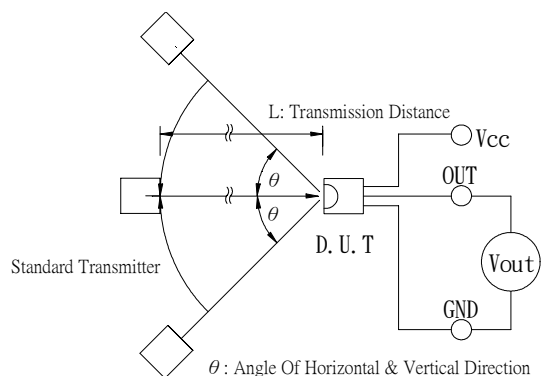 L: Transmission Distance
Vcc
θ
OUT
θ
D.U.T
Standard Transmitter
Vout
GND
θ : Angle Of Horizontal & Vertical Direction